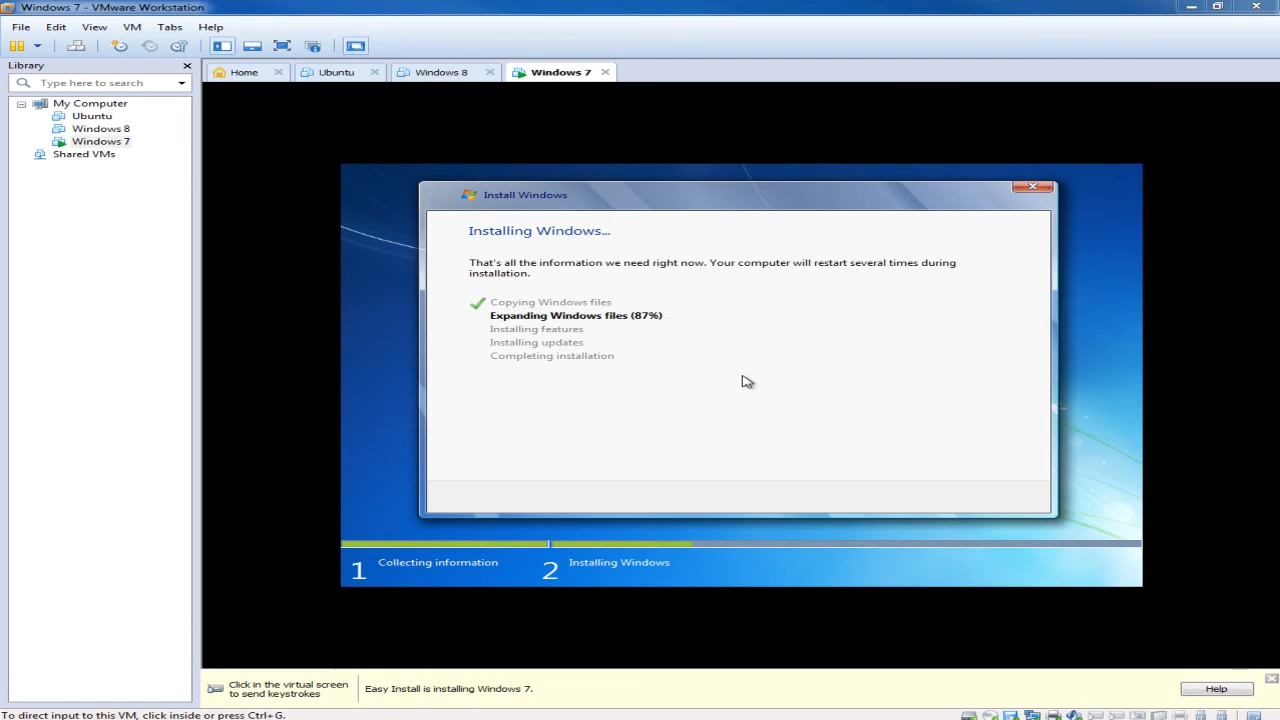 Windows 7 - VMware Workstation
File Edit View VM Tabs Help
Library
Type here to search
My Computer
Ubuntu
Windows 8
Windows 7
Shared VMs
Home Ubuntu Windows 8 Windows 7
Install Windows
Installing Windows...
That's all the information we need right now. Your computer will restart several times during
installation.
Copying Windows files
Expanding Windows files (87%)
Installing features
Installing updates
Completing installation
1 Collecting information 2 Installing Windows
Click in the virtual screen
to send keystrokes
Easy Install is installing Windows 7.
Help
To direct input to this VM, click inside or press Ctrl+G.